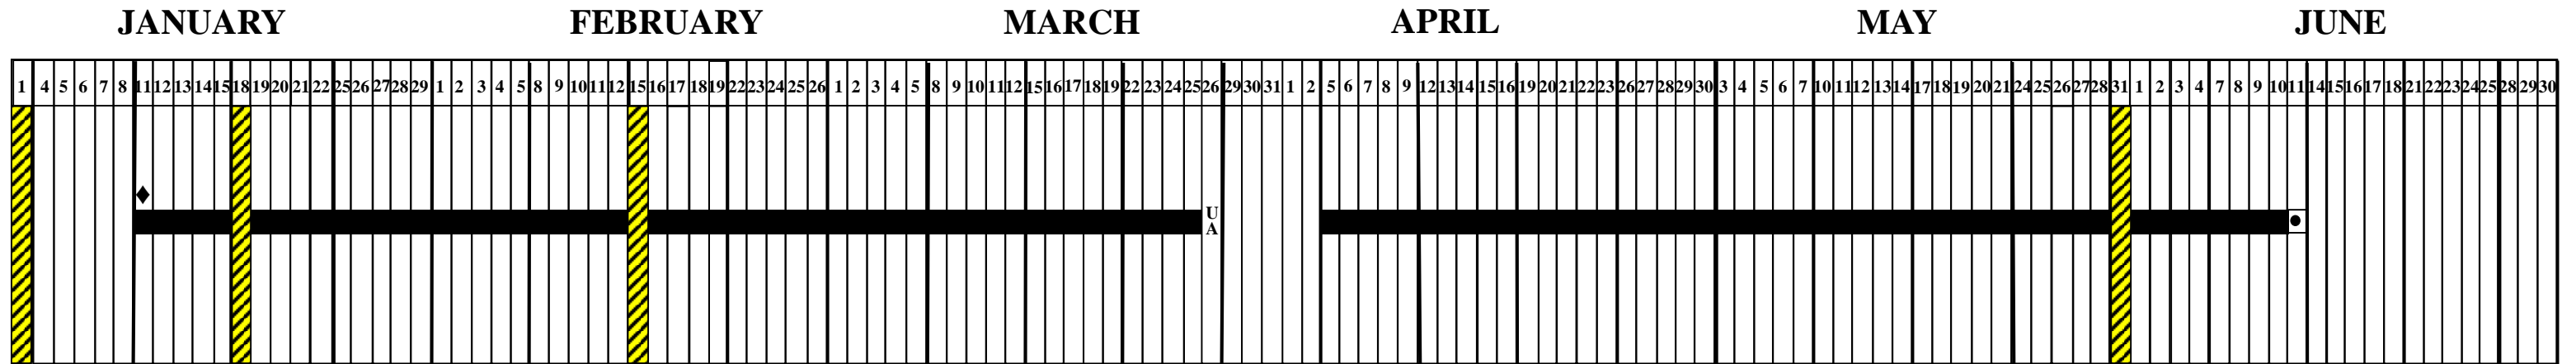 JANUARY FEBRUARY MARCH APRIL MAY JUNE
1 4 5 6 7 8 11 12 13 14 15 18 19 20 21 22 25 26 27 28 29 1 2 3 4 5 8 9 10 11 12 15 16 17 18 19 22 23 24 25 26 1 2 3 4 5 8 9 10 11 12 15 16 17 18 19 22 23 24 25 26 29 30 31 1 2 5 6 7 8 9 12 13 14 15 16 19 20 21 22 23 26 27 28 29 30 3 4 5 6 7 10 11 12 13 14 17 18 19 20 21 24 25 26 27 28 31 1 2 3 4 7 8 9 10 11 14 15 16 17 18 21 22 23 24 25 28 29 30
U
A